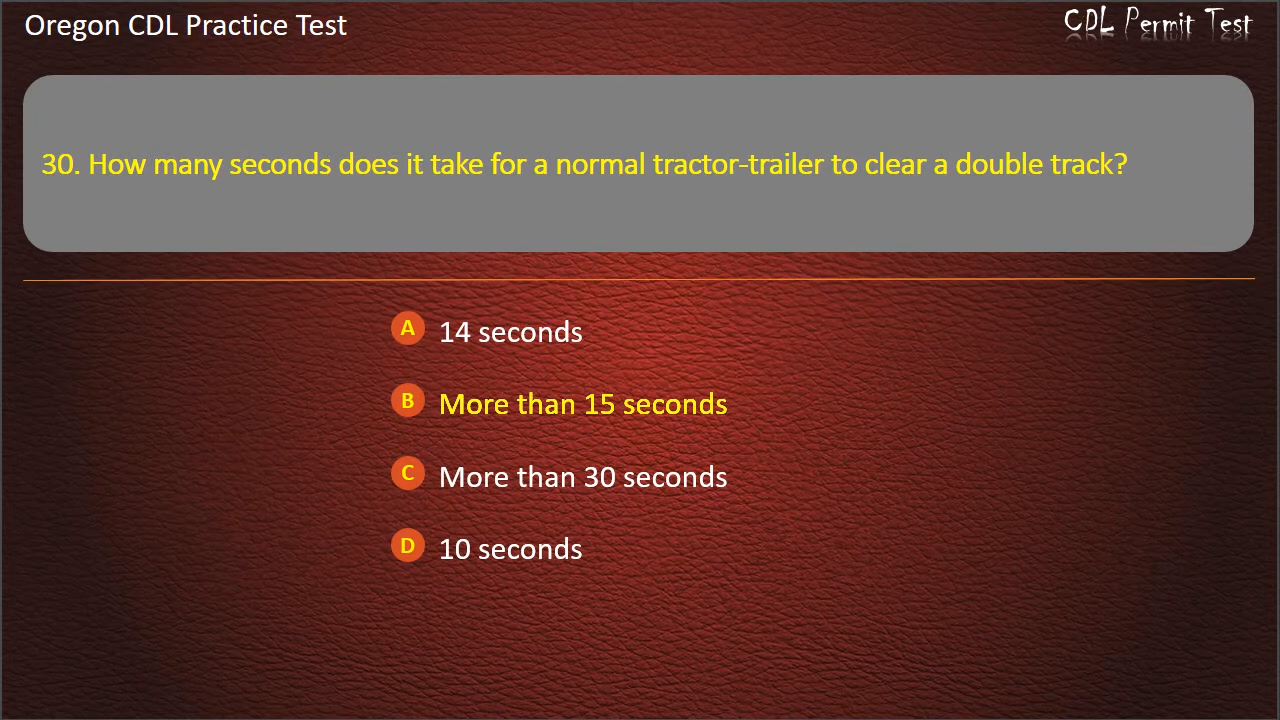 Oregon CDL Practice Test
CDL Permit Test
30. How many seconds does it take for a normal tractor-trailer to clear a double track?
A 14 seconds
B More than 15 seconds
C More than 30 seconds
D 10 seconds